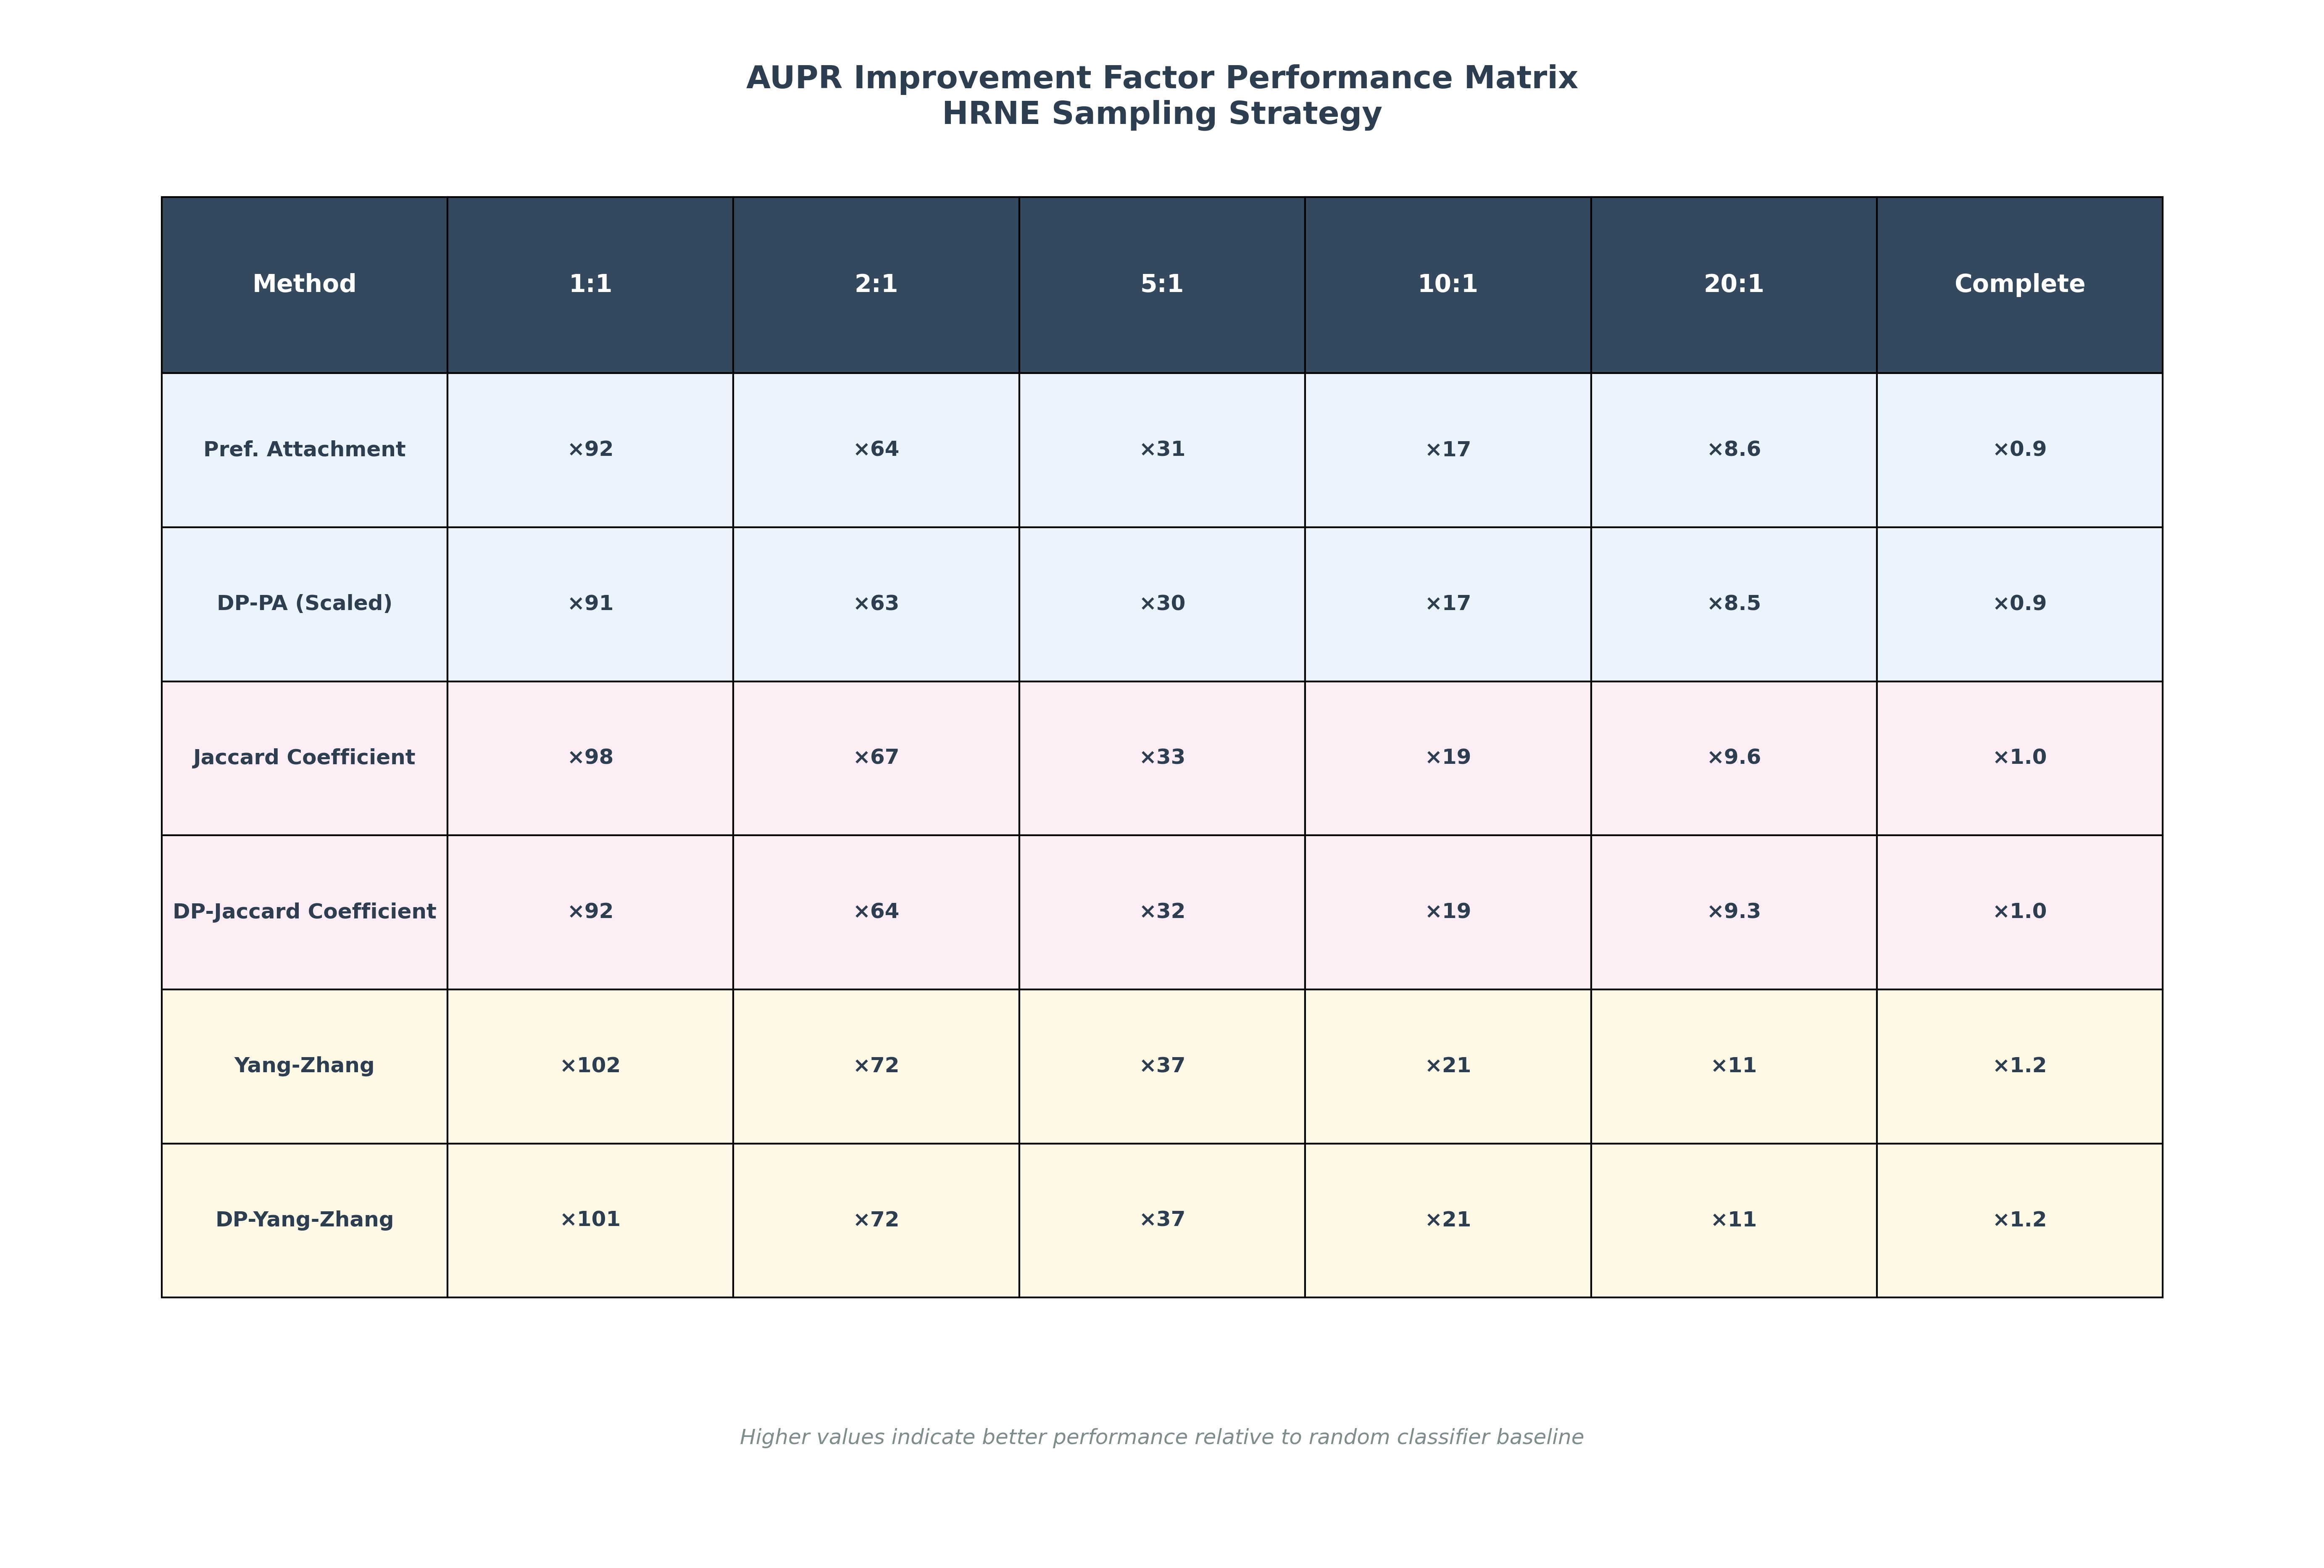 AUPR Improvement Factor Performance Matrix
HRNE Sampling Strategy
Method 1:1 2:1 5:1 10:1 20:1 Complete
Pref. Attachment ×92 ×64 ×31 ×17 ×8.6 ×0.9
DP-PA (Scaled) ×91 ×63 ×30 ×17 ×8.5 ×0.9
Jaccard Coefficient ×98 ×67 ×33 ×19 ×9.6 ×1.0
DP-Jaccard Coefficient ×92 ×64 ×32 ×19 ×9.3 ×1.0
Yang-Zhang ×102 ×72 ×37 ×21 ×11 ×1.2
DP-Yang-Zhang ×101 ×72 ×37 ×21 ×11 ×1.2
Higher values indicate better performance relative to random classifier baseline